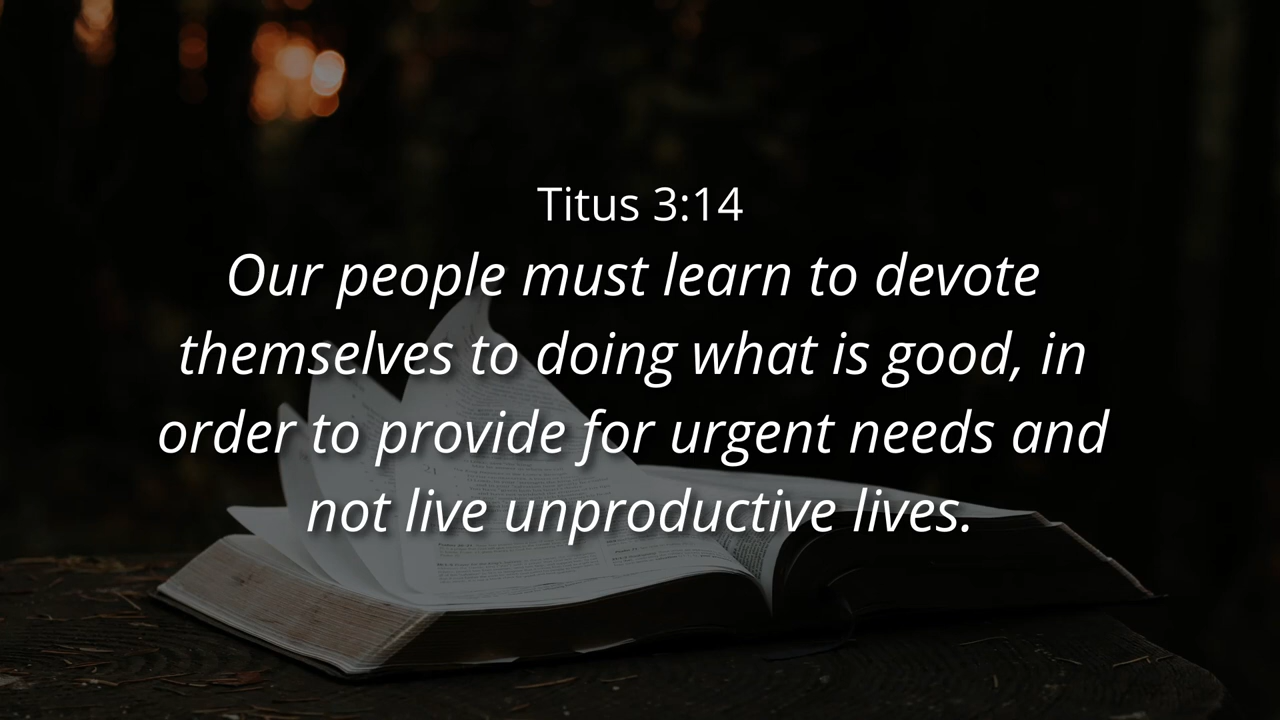 Titus 3:14
Our people must learn to devote
themselves to doing what is good, in
order to provide for urgent needs and
not live unproductive lives.